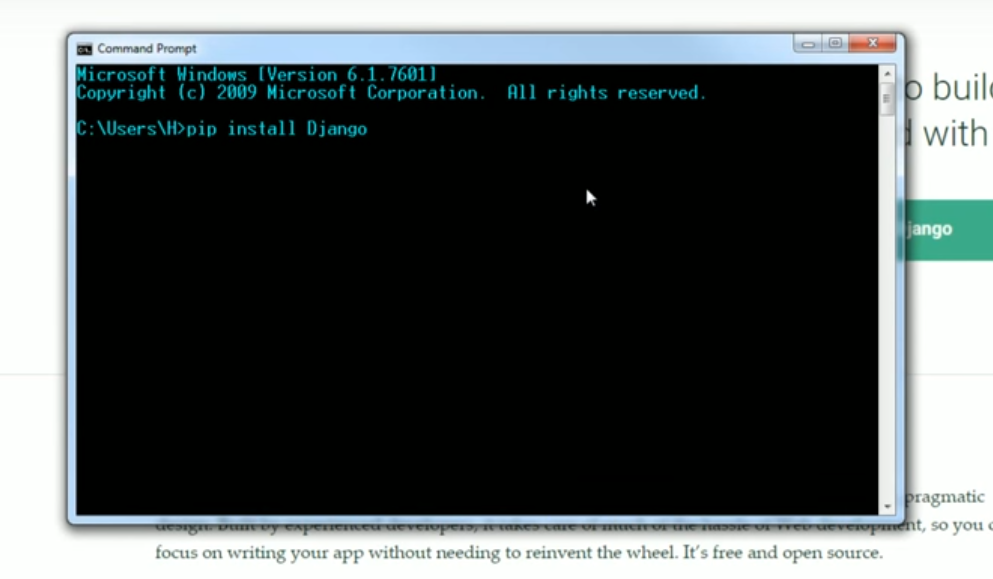 Command Prompt
Microsoft Windows [Version 6.1.7601]
Copyright (c) 2009 Microsoft Corporation.  All rights reserved.
C:\Users\H>pip install Django
o build
d with
jango
pragmatic
design. Built by experienced developers, it takes care of much of the hassle of Web development, so you c
focus on writing your app without needing to reinvent the wheel. It's free and open source.